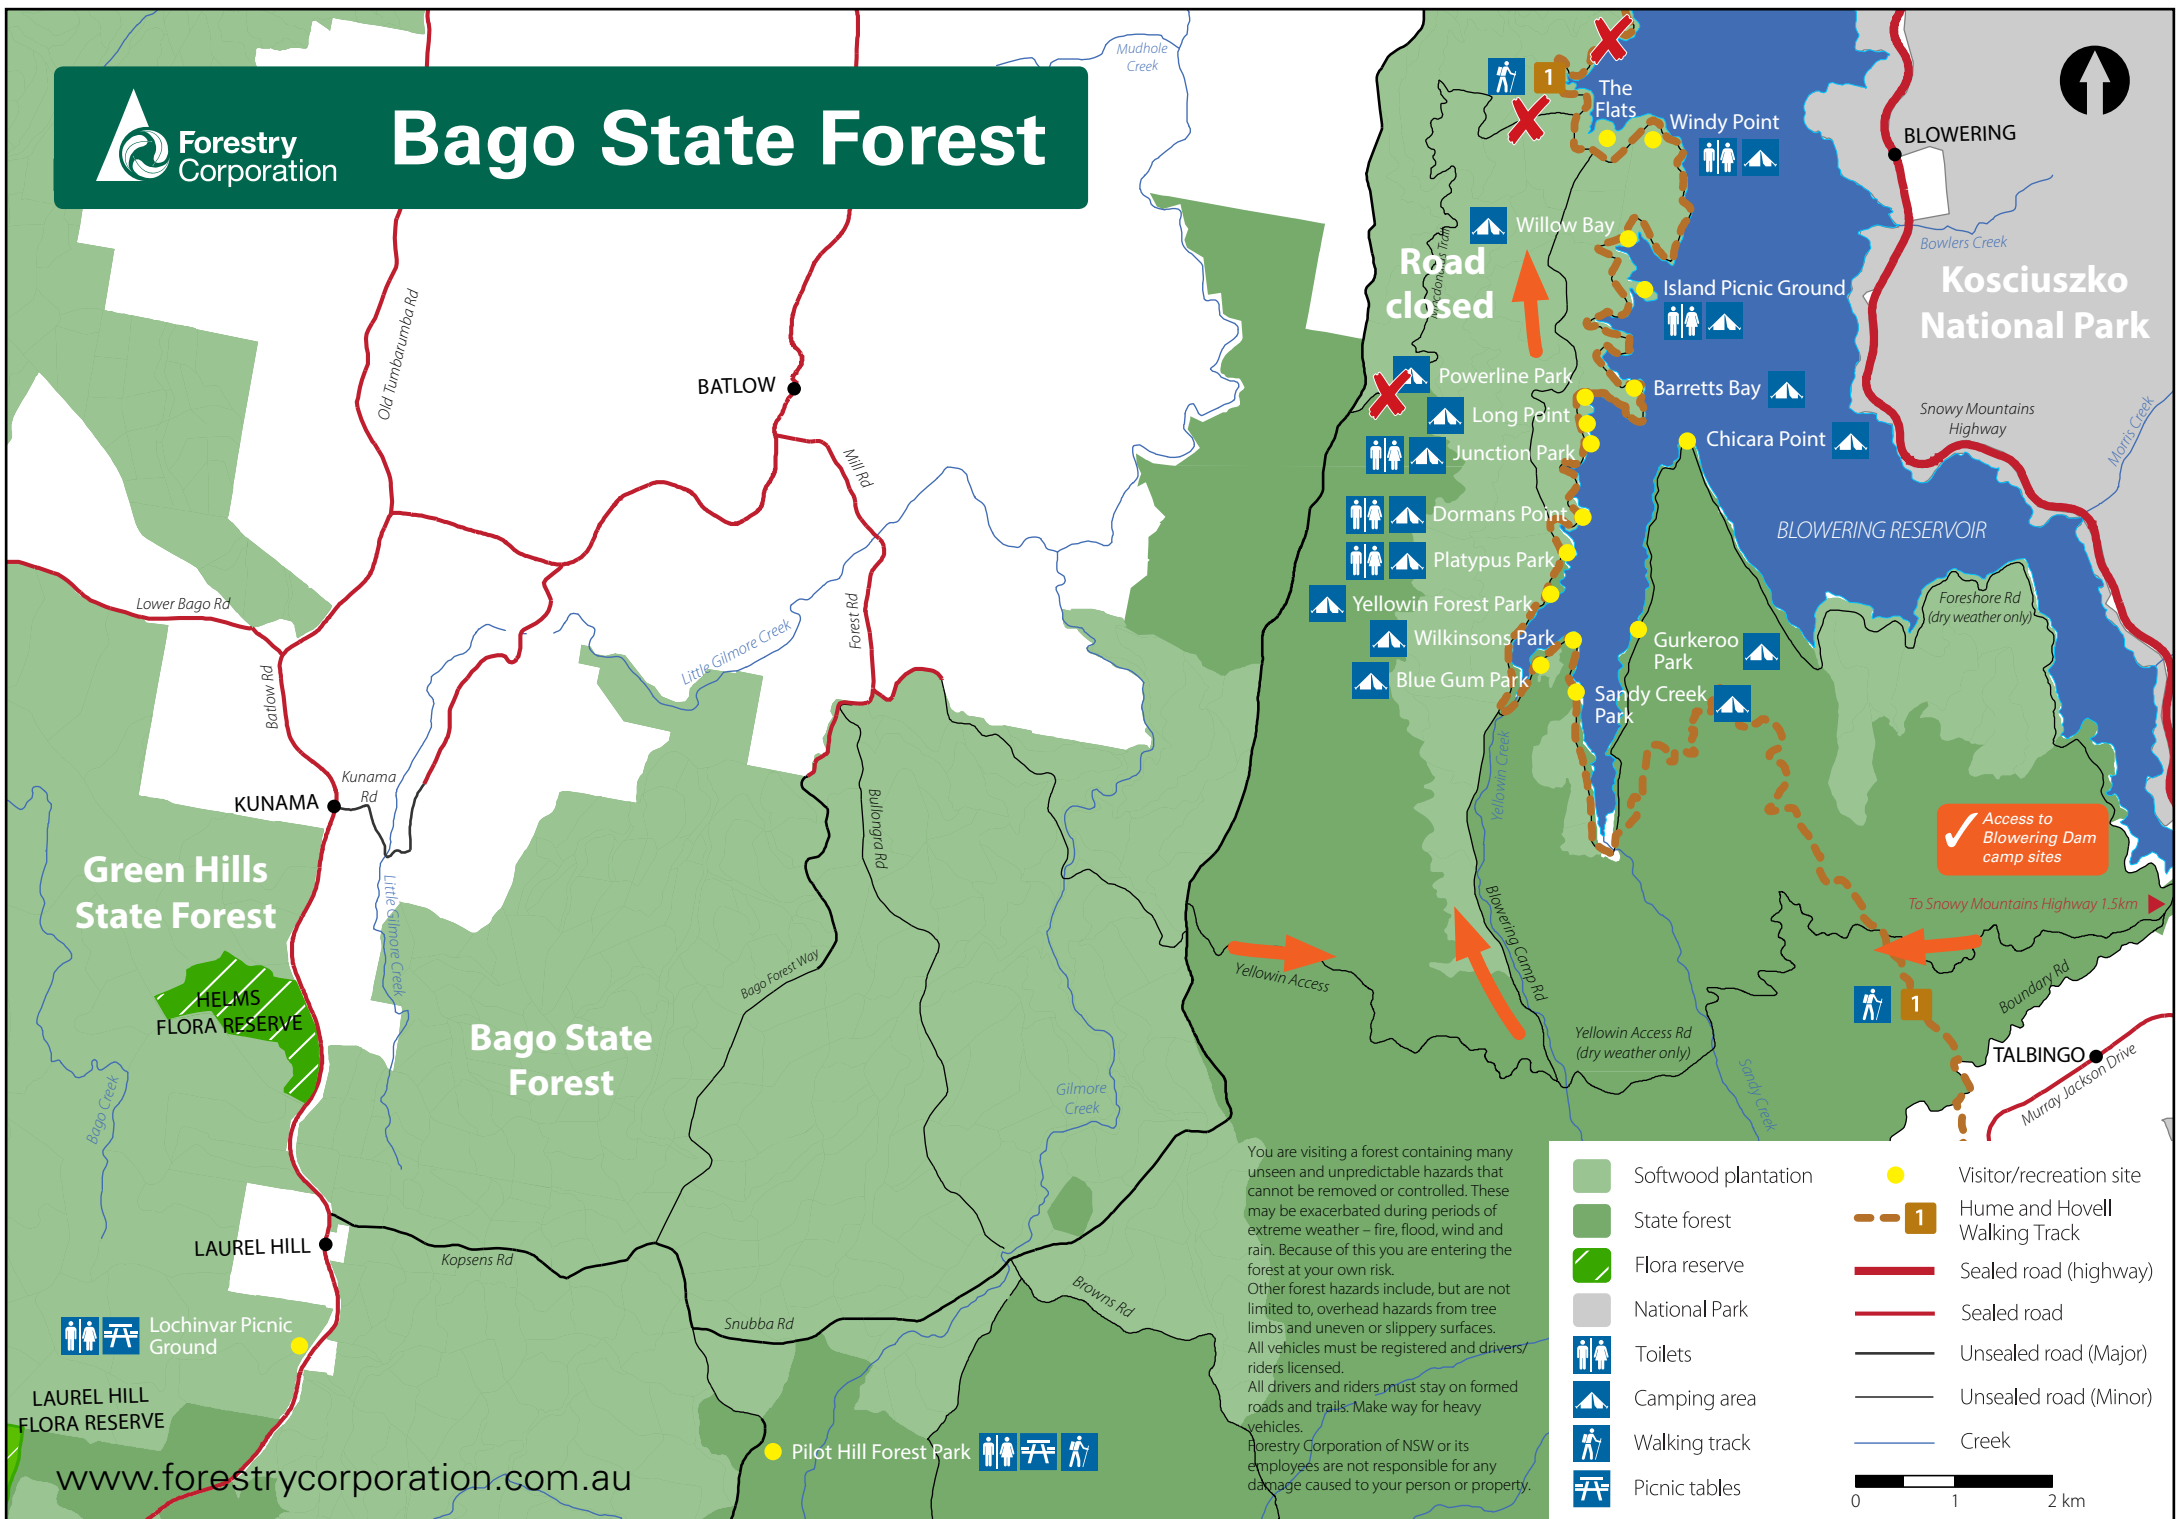 Forestry
Corporation
Bago State Forest
Mudhole
Creek
The
Flats
1
Windy Point
BLOWERING
Willow Bay
Bowlers Creek
Road
closed
Kosciuszko
National Park
Island Picnic Ground
Old Tumbarumba Rd
BATLOW
Powerline Park
Barretts Bay
Long Point
Snowy Mountains
Highway
Chicara Point
Morris Creek
Junction Park
Mill Rd
Dormans Point
BLOWERING RESERVOIR
Platypus Park
Lower Bago Rd
Yellowin Forest Park
Foreshore Rd
(dry weather only)
Forest Rd
Little Gilmore Creek
Wilkinsons Park
Gurkeroo
Park
Blue Gum Park
Batlow Rd
Sandy Creek
Park
Yellowin Creek
Kunama
Rd
KUNAMA
Bullongra Rd
Access to
Blowering Dam
camp sites
Green Hills
State Forest
Little Gilmore Creek
Blowering Camp Rd
To Snowy Mountains Highway 1.5km
Bago Forest Way
Yellowin Access
Boundary Rd
HELMS
FLORA RESERVE
1
Bago State
Forest
Yellowin Access Rd
(dry weather only)
TALBINGO
Murray Jackson Drive
Bago Creek
Gilmore
Creek
Sandy Creek
You are visiting a forest containing many
unseen and unpredictable hazards that
cannot be removed or controlled. These
may be exacerbated during periods of
extreme weather – fire, flood, wind and
rain. Because of this you are entering the
forest at your own risk.
Other forest hazards include, but are not
limited to, overhead hazards from tree
limbs and uneven or slippery surfaces.
All vehicles must be registered and drivers/
riders licensed.
All drivers and riders must stay on formed
roads and trails. Make way for heavy
vehicles.
Forestry Corporation of NSW or its
employees are not responsible for any
damage caused to your person or property.
LAUREL HILL
Kopsens Rd
Browns Rd
Snubba Rd
Lochinvar Picnic
Ground
LAUREL HILL
FLORA RESERVE
Pilot Hill Forest Park
www.forestrycorporation.com.au
Softwood plantation
State forest
Flora reserve
National Park
Toilets
Camping area
Walking track
Picnic tables
Visitor/recreation site
1
Hume and Hovell
Walking Track
Sealed road (highway)
Sealed road
Unsealed road (Major)
Unsealed road (Minor)
Creek
0 1 2 km